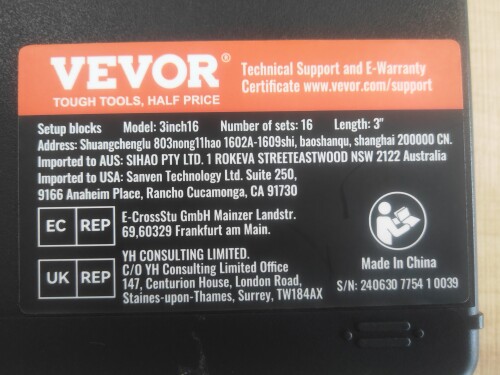 VEVOR®
TOUGH TOOLS, HALF PRICE
Technical Support and E-Warranty
Certificate www.vevor.com/support
Setup blocks Model: 3inch16 Number of sets: 16 Length: 3"
Address: Shuangchenglu 803nong11hao 1602A-1609shi, baoshanqu, shanghai 200000 CN.
Imported to AUS: SIHAO PTY LTD. 1 ROKEVA STREETEASTWOOD NSW 2122 Australia
Imported to USA: Sanven Technology Ltd. Suite 250,
9166 Anaheim Place, Rancho Cucamonga, CA 91730
EC REP
E-CrossStu GmbH Mainzer Landstr.
69,60329 Frankfurt am Main.
UK REP
YH CONSULTING LIMITED.
C/O YH Consulting Limited Office
147, Centurion House, London Road,
Staines-upon-Thames, Surrey, TW184AX
Made In China
S/N: 240630 7754 1 0039